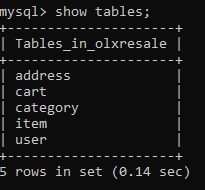 mysql> show tables;
+--------------------+
| Tables_in_olxresale |
+--------------------+
| address |
| cart |
| category |
| item |
| user |
+--------------------+
5 rows in set (0.14 sec)